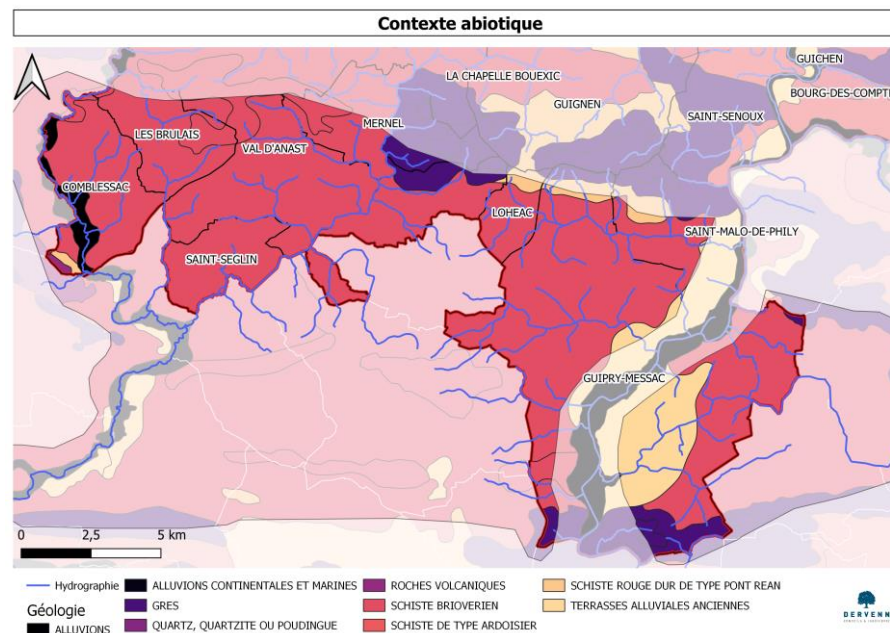 Contexte abiotique
GUICHEN
LA CHAPELLE BOUEXIC
BOURG-DES-COMPT
GUIGNEN
SAINT-SENOUX
MERNEL
LES BRULAIS
VAL D'ANAST
COMBLESSAC
LOHEAC
SAINT-MALO-DE-PHILY
SAINT-SEGLIN
GUIPRY-MESSAC
0 2,5 5 km
Hydrographie
Géologie
ALLUVIONS
ALLUVIONS CONTINENTALES ET MARINES
GRES
QUARTZ, QUARTZITE OU POUDINGUE
ROCHES VOLCANIQUES
SCHISTE BRIOVERIEN
SCHISTE DE TYPE ARDOISIER
SCHISTE ROUGE DUR DE TYPE PONT REAN
TERRASSES ALLUVIALES ANCIENNES
DERVENN